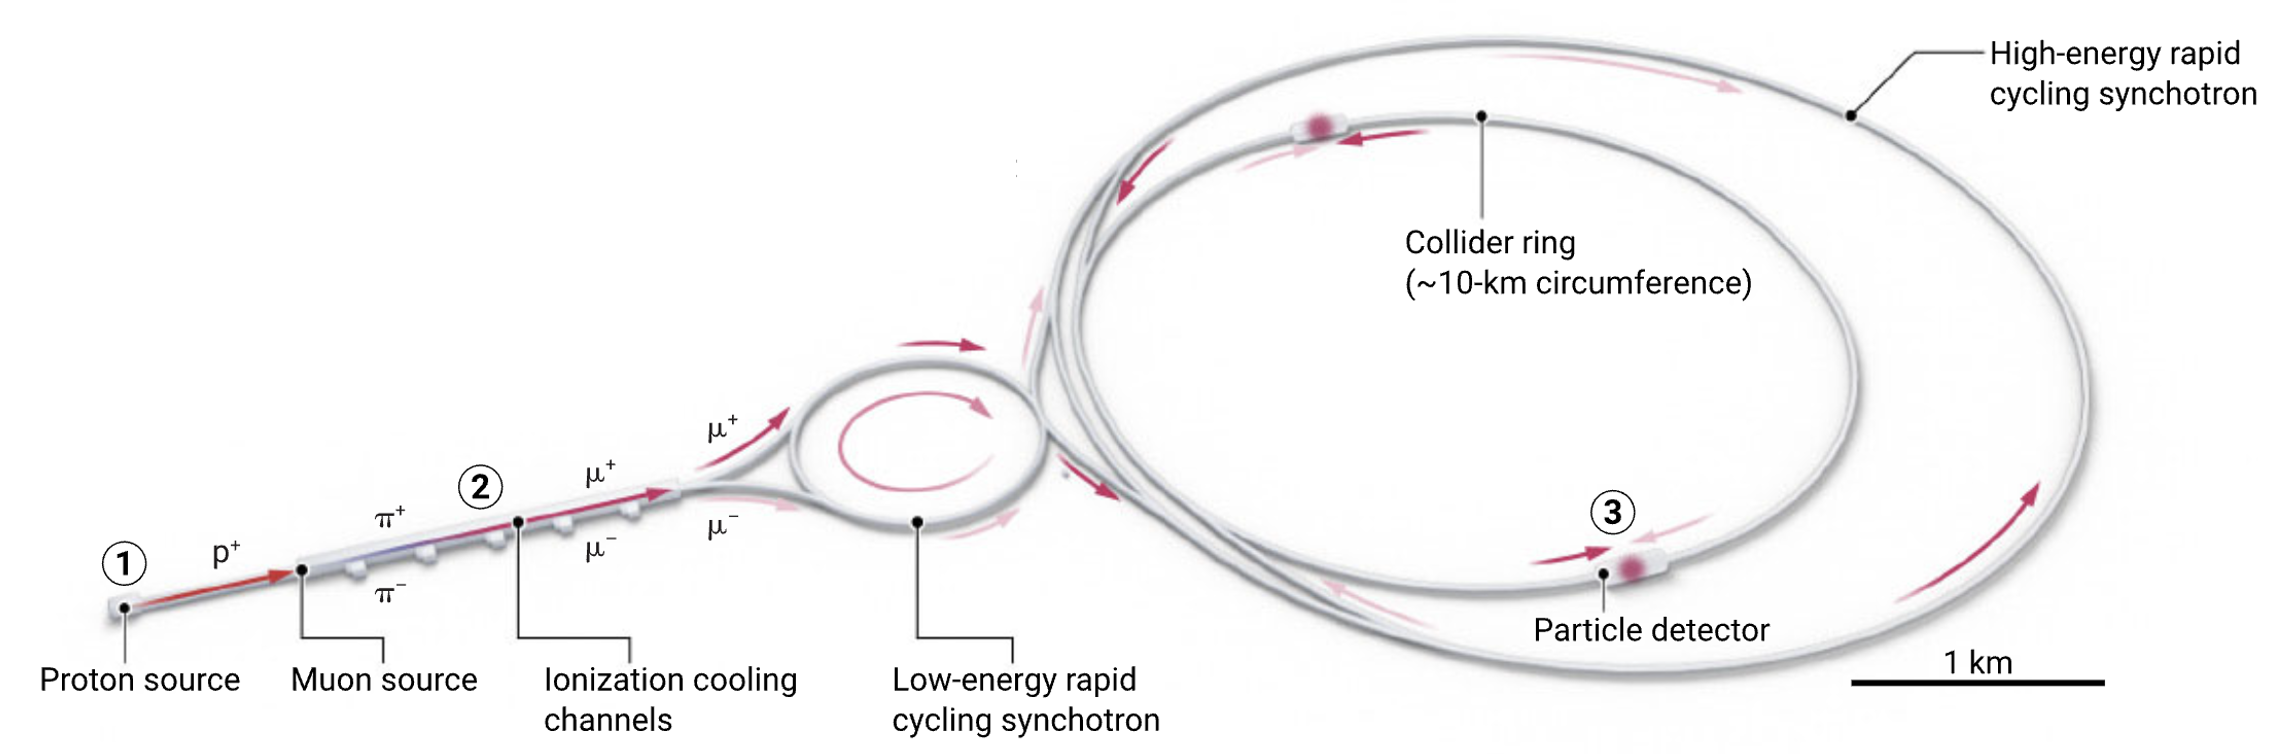 High-energy rapid
cycling synchotron
Collider ring
(~10-km circumference)
μ+
μ+
2
π+
μ−
μ−
3
1
p+
π−
Particle detector
1 km
Proton source
Muon source
Ionization cooling
channels
Low-energy rapid
cycling synchotron